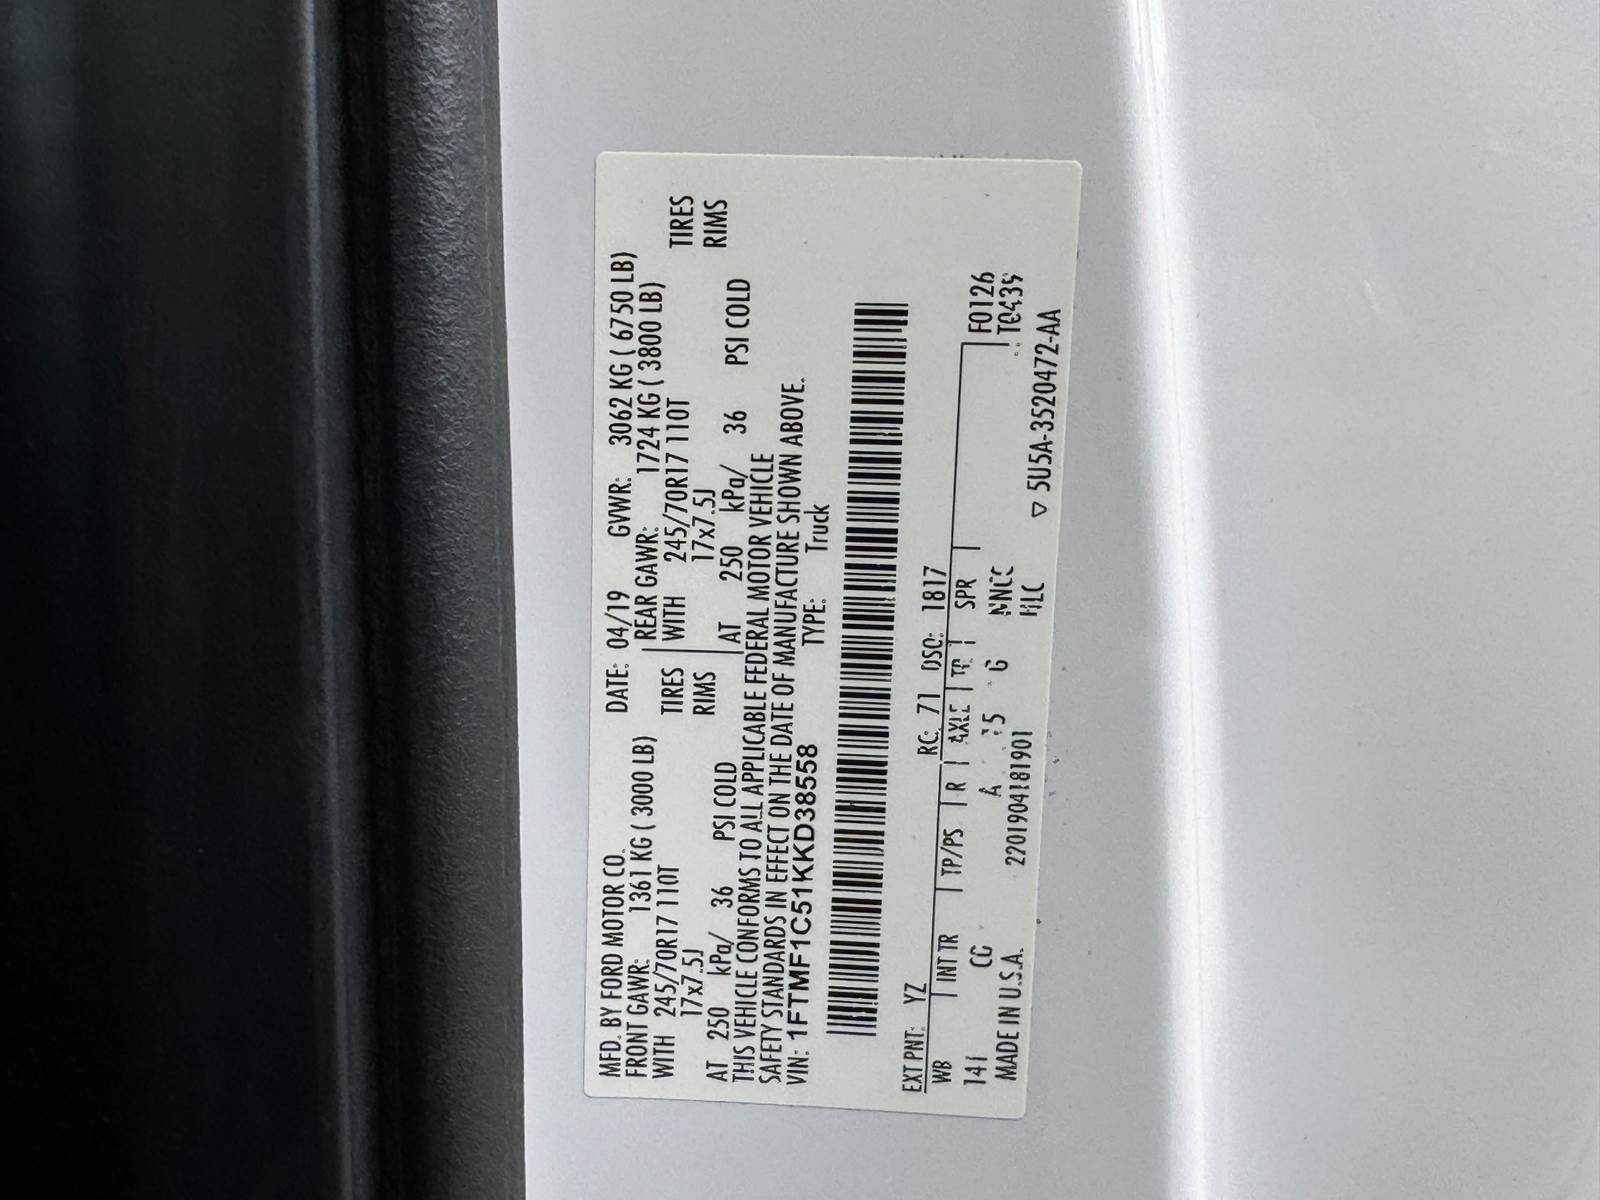 MFD. BY FORD MOTOR CO. DATE: 04/19 GVWR: 3062 KG ( 6750 LB)
FRONT GAWR: 1361 KG ( 3000 LB) REAR GAWR: 1724 KG ( 3800 LB)
WITH 245/70R17 110T TIRES WITH 245/70R17 110T TIRES
17x7.5J RIMS 17x7.5J RIMS
AT 250 kPa/ 36 PSI COLD AT 250 kPa/ 36 PSI COLD
THIS VEHICLE CONFORMS TO ALL APPLICABLE FEDERAL MOTOR VEHICLE
SAFETY STANDARDS IN EFFECT ON THE DATE OF MANUFACTURE SHOWN ABOVE.
VIN: 1FTMF1C51KKD38558 TYPE: Truck
EXT PNT: YZ RC: 71 DSO: 1817
WB INT TR TP/PS R AXLE TR SPR F0126
141 CG A 15 6 NNCC
MADE IN U.S.A. 2201904181901 5U5A-3520472-AA